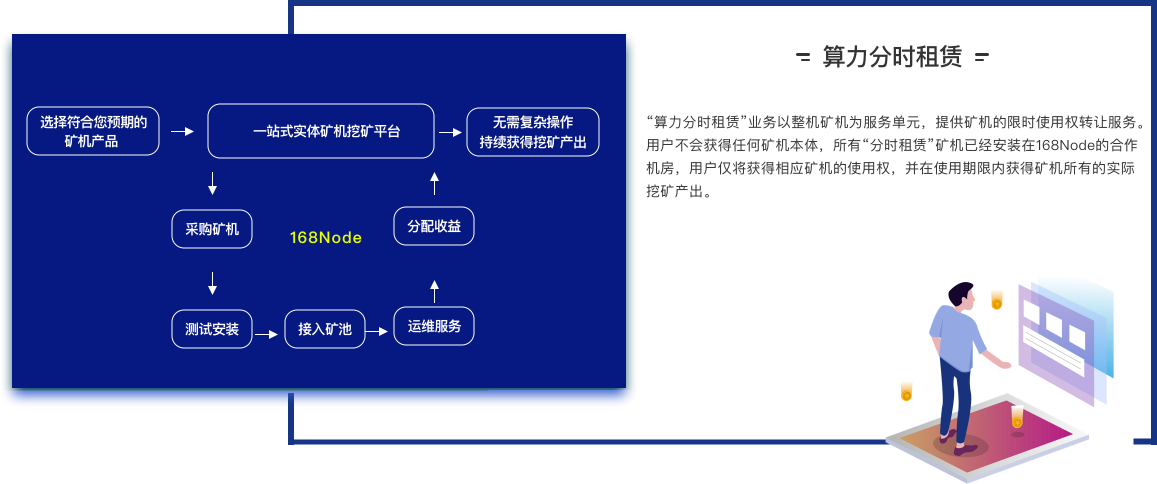 选择符合您预期的
矿机产品
一站式实体矿机挖矿平台
无需复杂操作
持续获得挖矿产出
采购矿机
168Node
分配收益
测试安装
接入矿池
运维服务
算力分时租赁
“算力分时租赁”业务以整机矿机为服务单元，提供矿机的限时使用权转让服务。
用户不会获得任何矿机本体，所有“分时租赁”矿机已经安装在168Node的合作
机房，用户仅将获得相应矿机的使用权，并在使用期限内获得矿机所有的实际
挖矿产出。